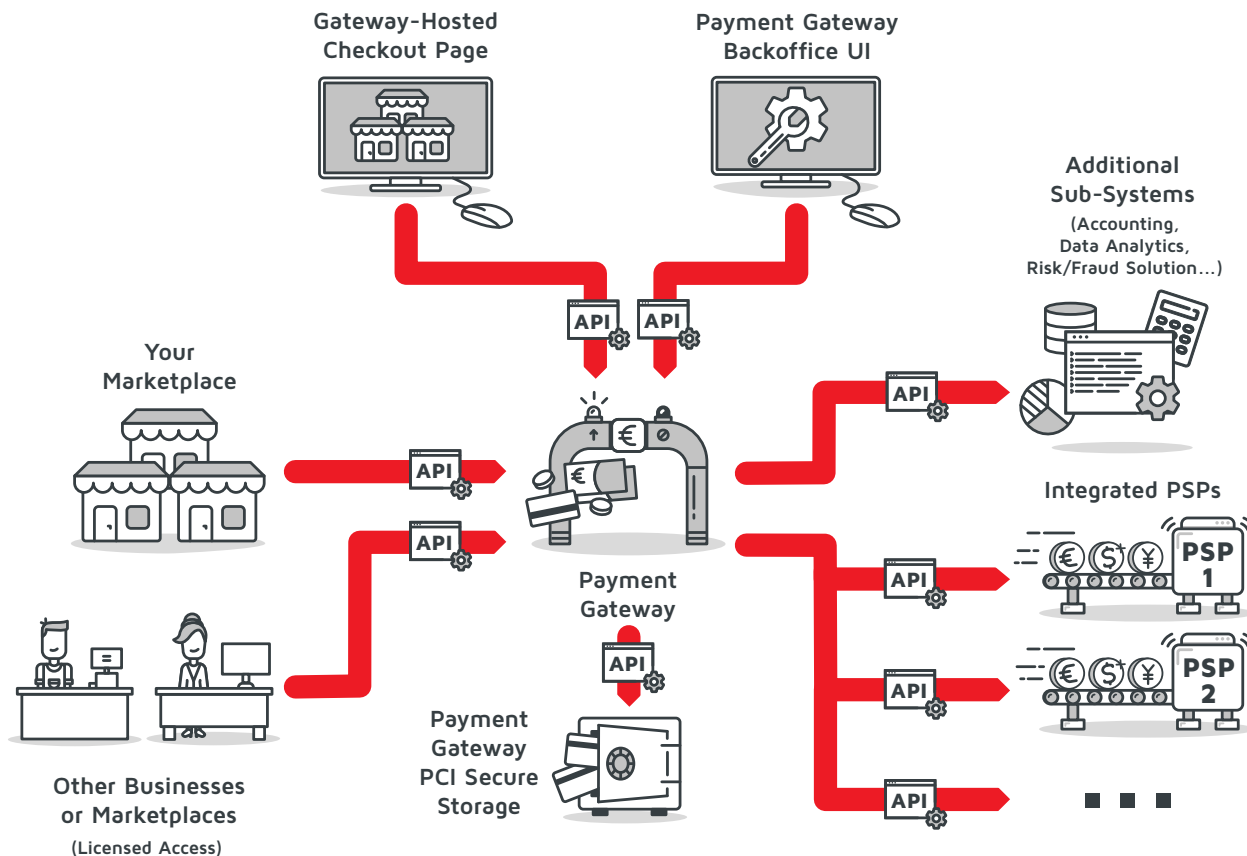 Gateway-Hosted
Checkout Page
Payment Gateway
Backoffice UI
Additional
Sub-Systems
(Accounting,
Data Analytics,
Risk/Fraud Solution...)
API
API
Your
Marketplace
API
€
€
API
Integrated PSPs
API
Payment
Gateway
API
€
$
¥
PSP
1
API
Payment
Gateway
PCI Secure
Storage
API
€
$
¥
PSP
2
Other Businesses
or Marketplaces
(Licensed Access)
API